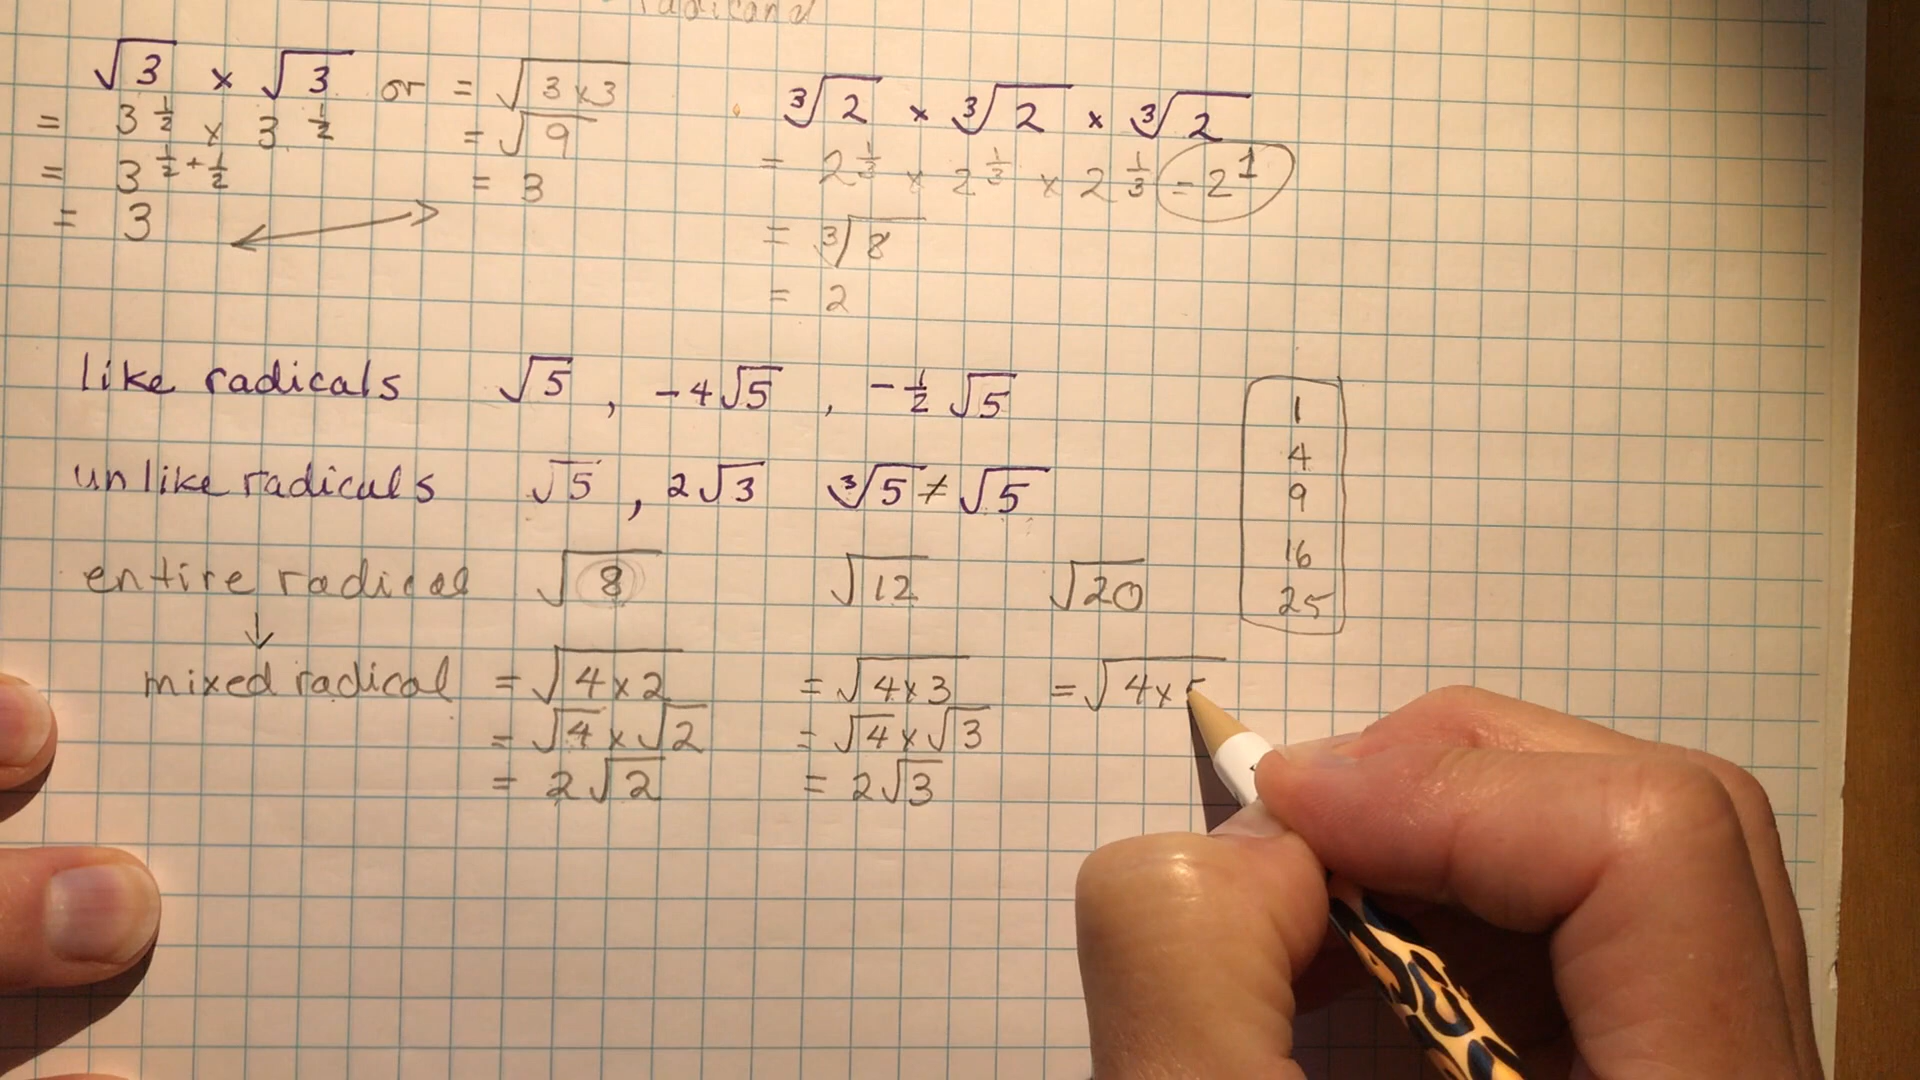 radicand
√3 × √3 or = √(3×3)
= 3^½ × 3^½ = √9
= 3^(½+½) = 3
= 3
∛2 × ∛2 × ∛2
= 2^⅓ × 2^⅓ × 2^⅓ = 2^1
= ∛8
= 2
like radicals √5 , -4√5 , -½√5
unlike radicals √5 , 2√3 ∛5 ≠ √5
1
4
9
16
25
entire radical √8 √12 √20
↓
mixed radical = √(4×2) = √(4×3) = √(4×5
= √4 × √2 = √4 × √3
= 2√2 = 2√3